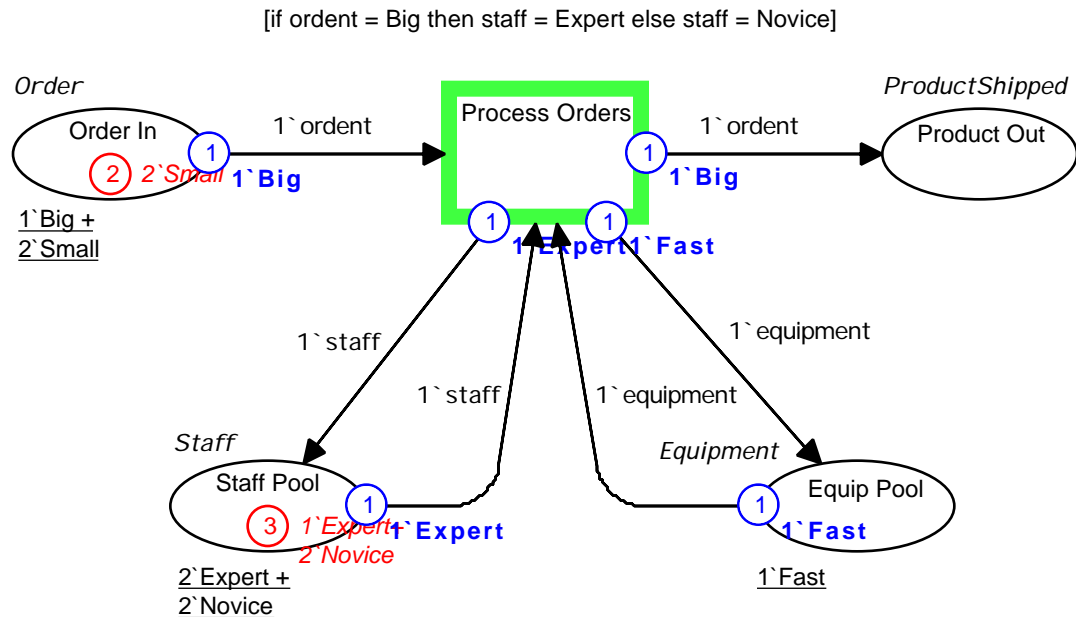 [if ordent = Big then staff = Expert else staff = Novice]
Order
ProductShipped
Order In
1`ordent
Process Orders
1`ordent
Product Out
1
2
2`Small
1`Big
1
1`Big
1`Big +
2`Small
1
1
1`Expert
1`Fast
1`staff
1`equipment
1`staff
1`equipment
Staff
Equipment
Staff Pool
1
3
1`Expert+
2`Novice
1`Expert
1
Equip Pool
1`Fast
2`Expert +
2`Novice
1`Fast